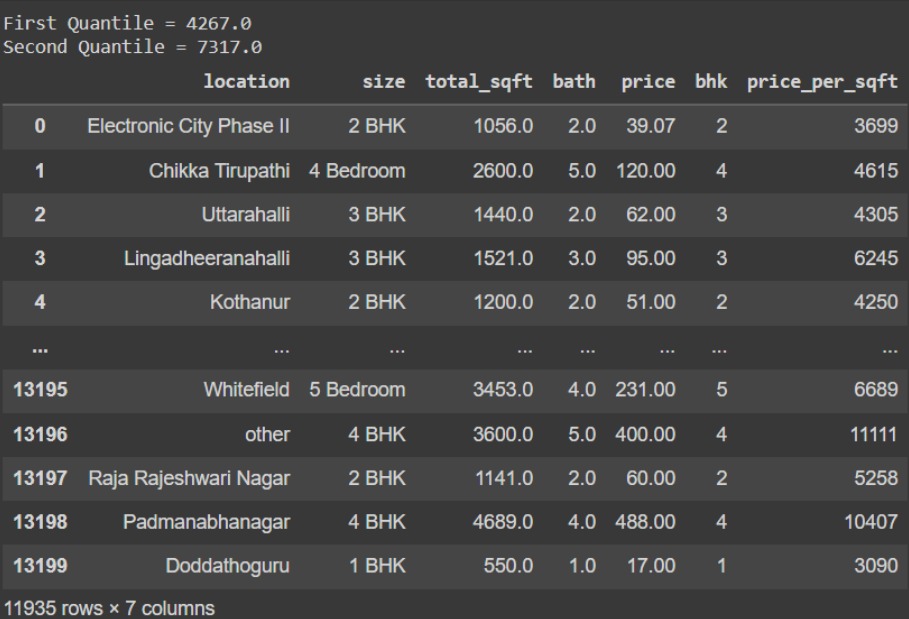 First Quantile = 4267.0
Second Quantile = 7317.0
location size total_sqft bath price bhk price_per_sqft
0 Electronic City Phase II 2 BHK 1056.0 2.0 39.07 2 3699
1 Chikka Tirupathi 4 Bedroom 2600.0 5.0 120.00 4 4615
2 Uttarahalli 3 BHK 1440.0 2.0 62.00 3 4305
3 Lingadheeranahalli 3 BHK 1521.0 3.0 95.00 3 6245
4 Kothanur 2 BHK 1200.0 2.0 51.00 2 4250
... ... ... ... ... ... ... ...
13195 Whitefield 5 Bedroom 3453.0 4.0 231.00 5 6689
13196 other 4 BHK 3600.0 5.0 400.00 4 11111
13197 Raja Rajeshwari Nagar 2 BHK 1141.0 2.0 60.00 2 5258
13198 Padmanabhanagar 4 BHK 4689.0 4.0 488.00 4 10407
13199 Doddathoguru 1 BHK 550.0 1.0 17.00 1 3090
11935 rows × 7 columns